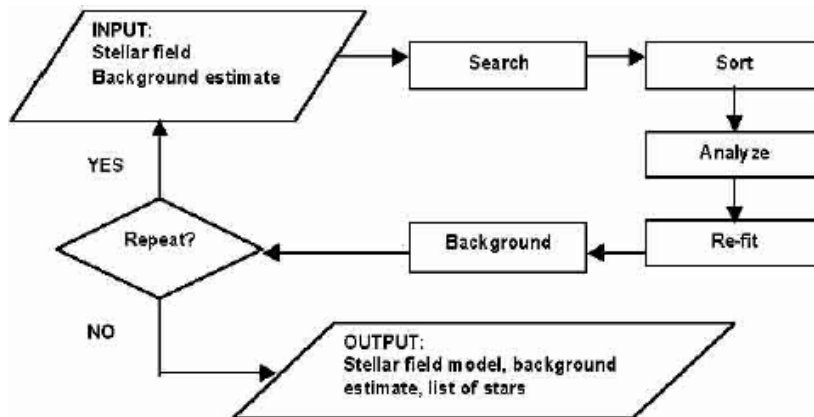 INPUT:
Stellar field
Background estimate
Search
Sort
Analyze
Re-fit
Background
Repeat?
YES
NO
OUTPUT:
Stellar field model, background
estimate, list of stars